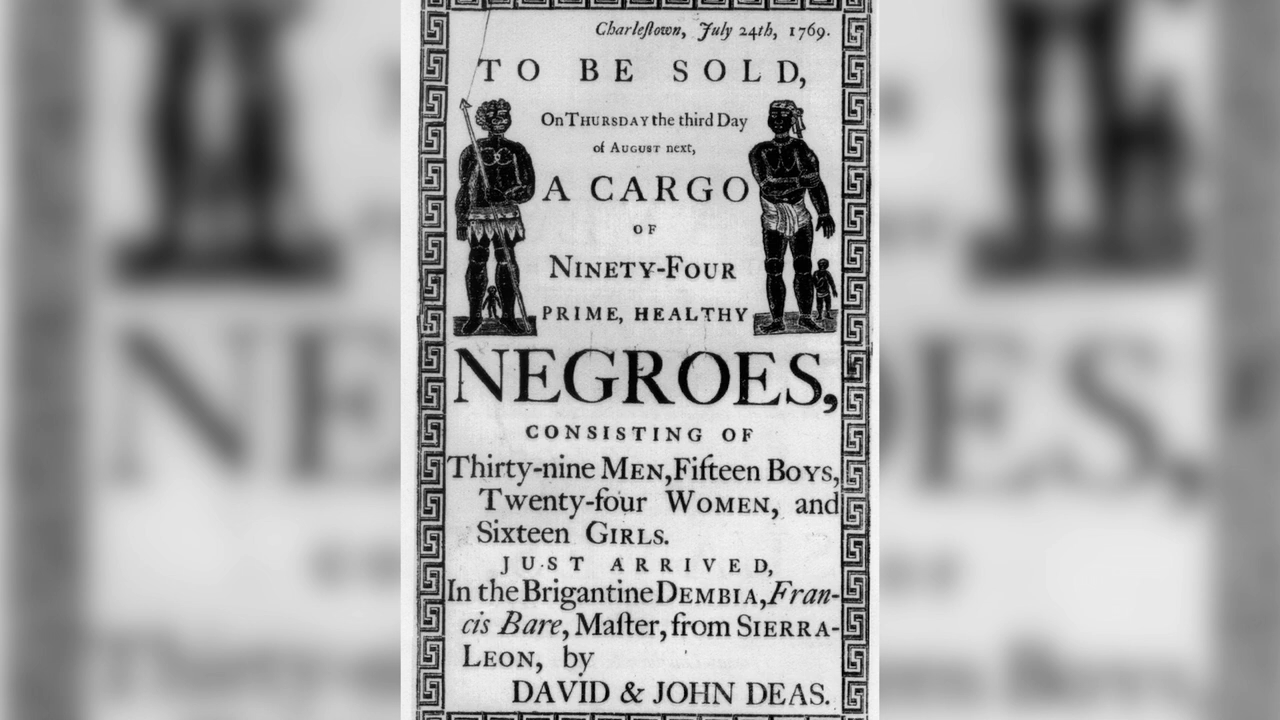 Charleſtown, July 24th, 1769.
TO BE SOLD,
On THURSDAY the third Day
of AUGUST next,
A CARGO
OF
NINETY-FOUR
PRIME, HEALTHY
NEGROES,
CONSISTING OF
Thirty-nine MEN, Fifteen BOYS,
Twenty-four WOMEN, and
Sixteen GIRLS.
JUST ARRIVED,
In the Brigantine DEMBIA, Fran-
cis Bare, Maſter, from SIERRA-
LEON, by
DAVID & JOHN DEAS.